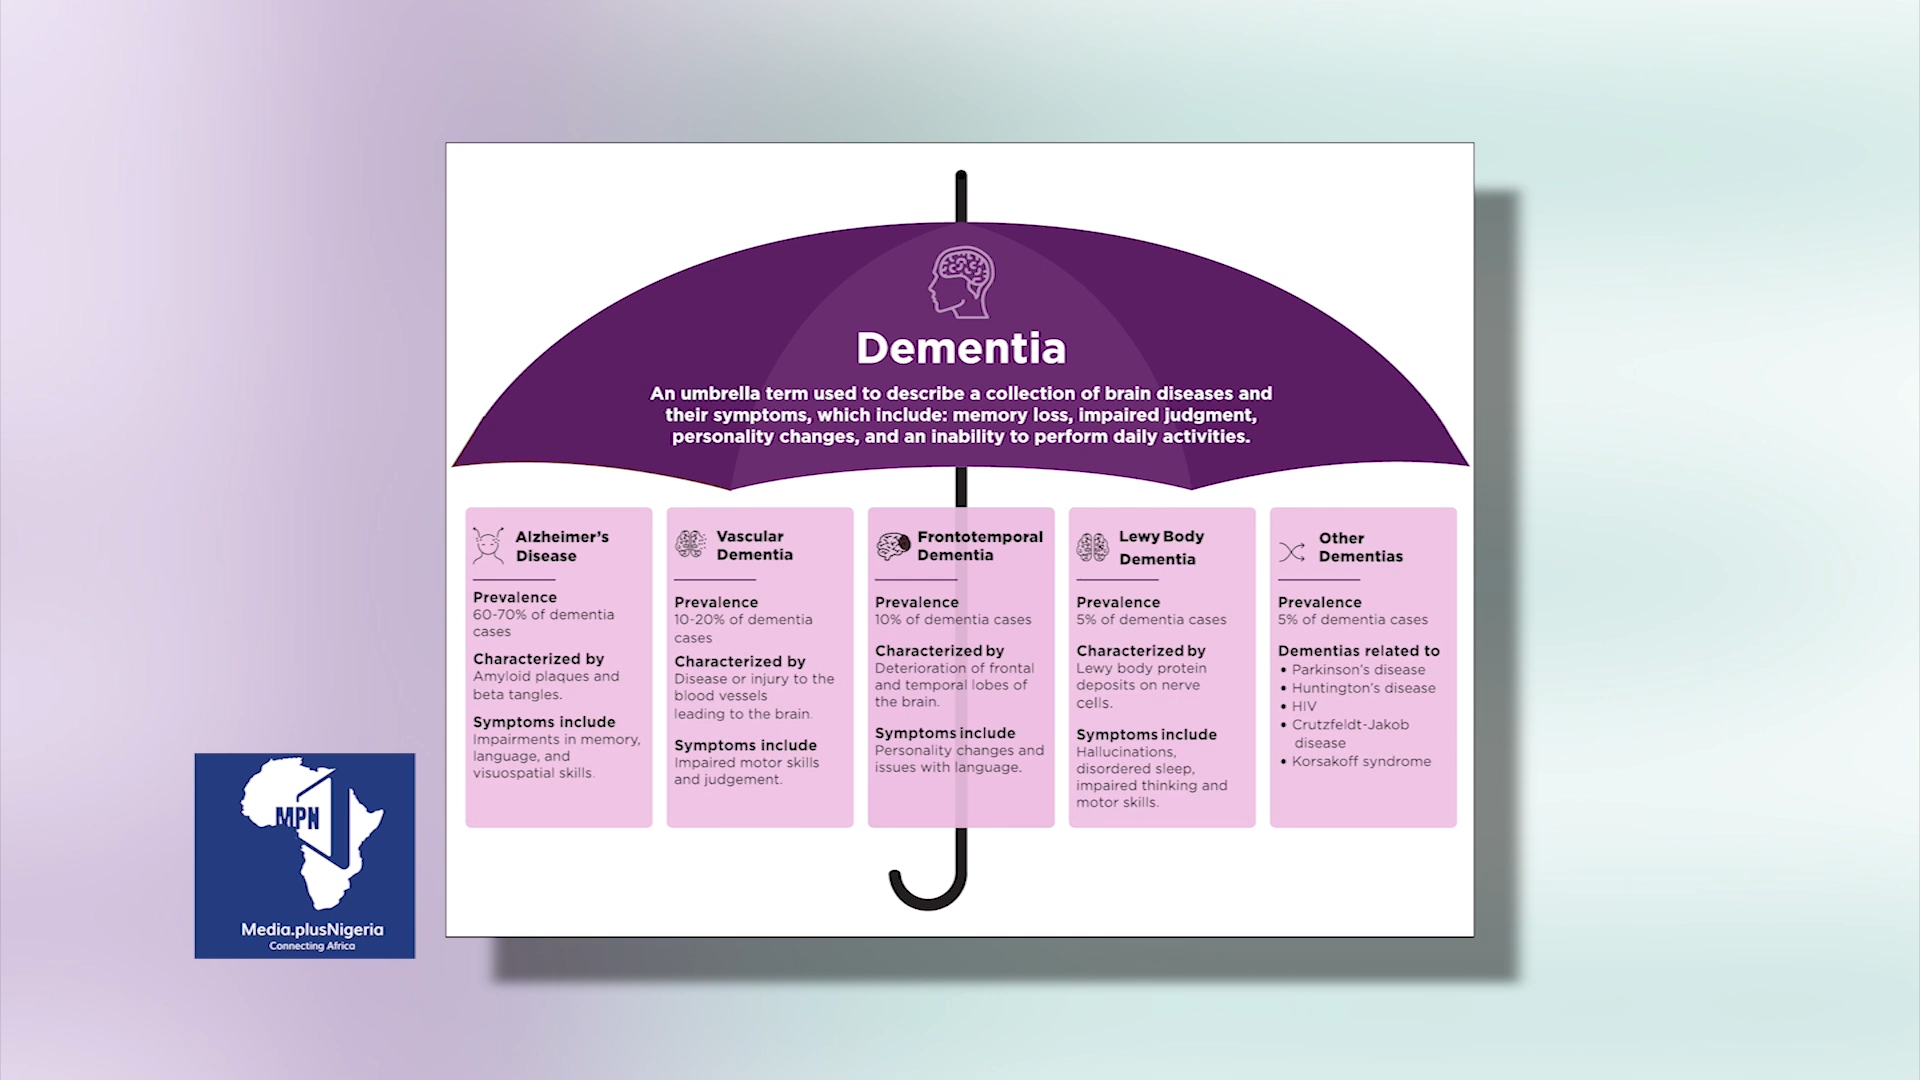 Dementia
An umbrella term used to describe a collection of brain diseases and
their symptoms, which include: memory loss, impaired judgment,
personality changes, and an inability to perform daily activities.
Alzheimer's
Disease
Prevalence
60-70% of dementia
cases
Characterized by
Amyloid plaques and
beta tangles.
Symptoms include
Impairments in memory,
language, and
visuospatial skills.
Vascular
Dementia
Prevalence
10-20% of dementia
cases
Characterized by
Disease or injury to the
blood vessels
leading to the brain.
Symptoms include
Impaired motor skills
and judgement.
Frontotemporal
Dementia
Prevalence
10% of dementia cases
Characterized by
Deterioration of frontal
and temporal lobes of
the brain.
Symptoms include
Personality changes and
issues with language.
Lewy Body
Dementia
Prevalence
5% of dementia cases
Characterized by
Lewy body protein
deposits on nerve
cells.
Symptoms include
Hallucinations,
disordered sleep,
impaired thinking and
motor skills.
Other
Dementias
Prevalence
5% of dementia cases
Dementias related to
• Parkinson's disease
• Huntington's disease
• HIV
• Crutzfeldt-Jakob
disease
• Korsakoff syndrome
MPN
Media.plusNigeria
Connecting Africa